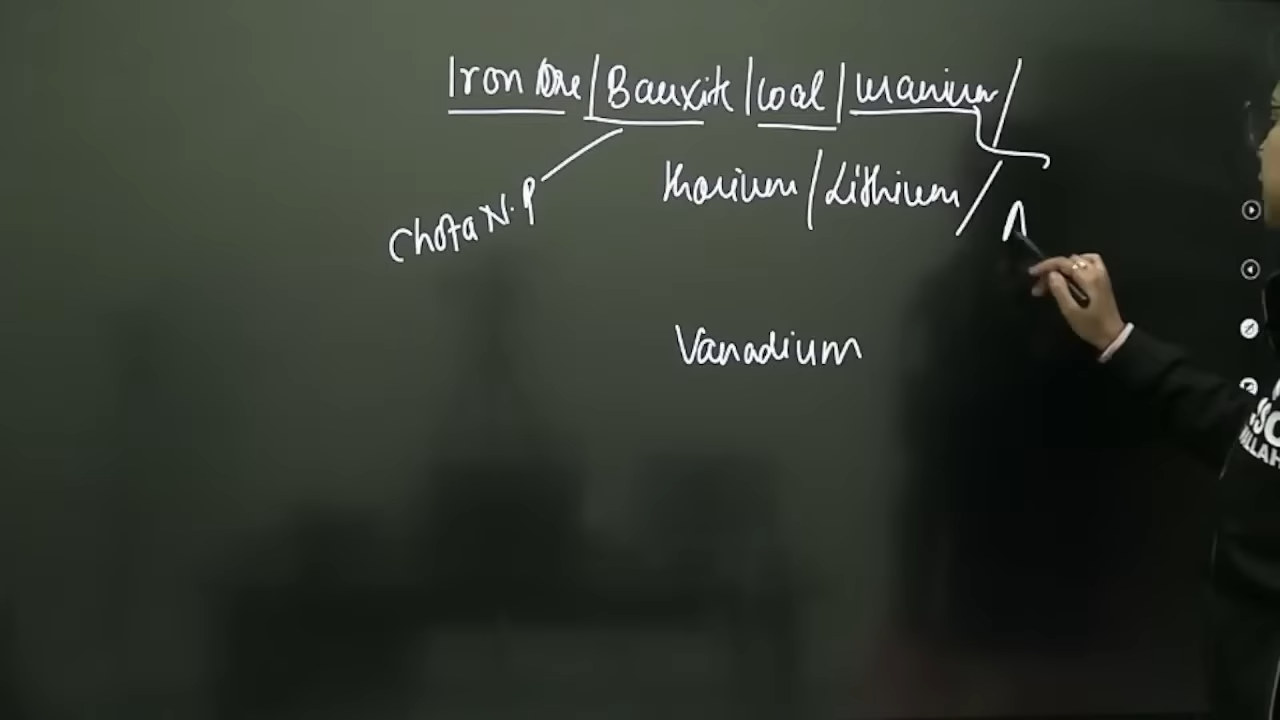 Iron Ore / Bauxite / Coal / Uranium /
Thorium / Lithium /
Chota N.P
Vanadium